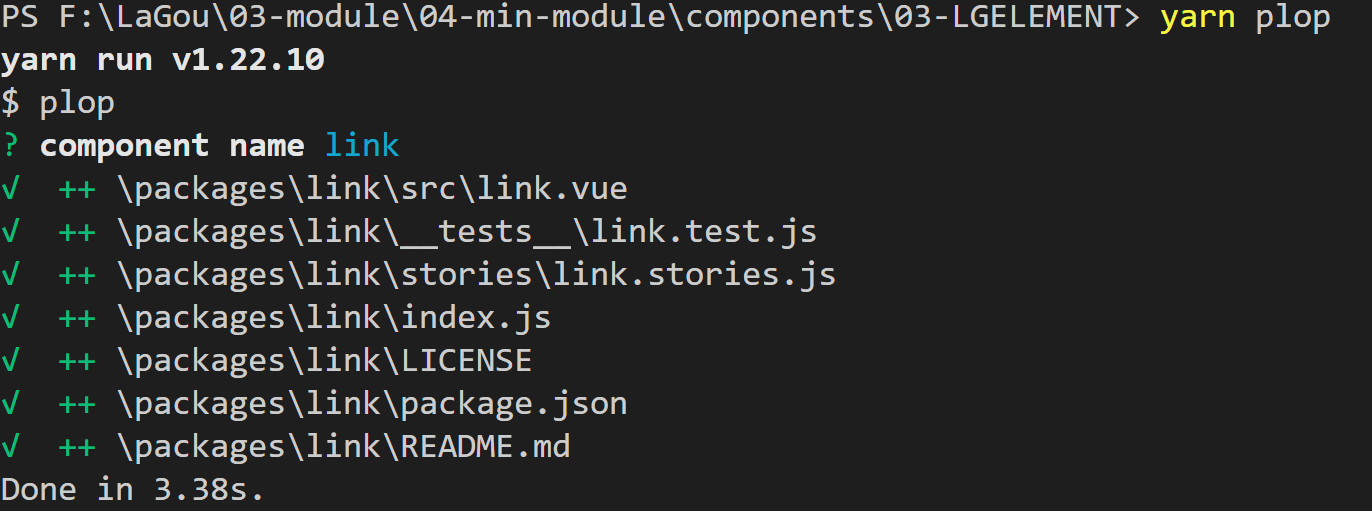 PS F:\LaGou\03-module\04-min-module\components\03-LGELEMENT> yarn plop
yarn run v1.22.10
$ plop
? component name link
√  ++ \packages\link\src\link.vue
√  ++ \packages\link\__tests__\link.test.js
√  ++ \packages\link\stories\link.stories.js
√  ++ \packages\link\index.js
√  ++ \packages\link\LICENSE
√  ++ \packages\link\package.json
√  ++ \packages\link\README.md
Done in 3.38s.